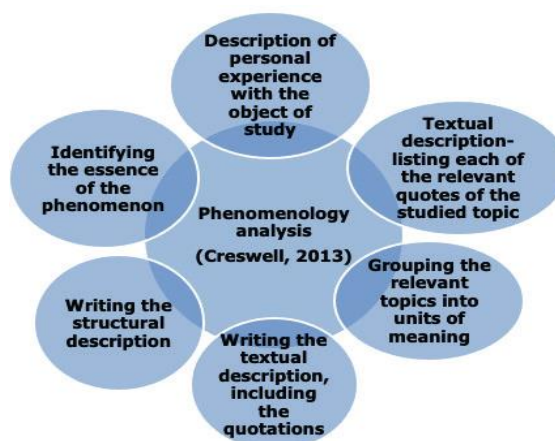 Description of
personal
experience
with the
object of
study
Textual
description-
listing each of
the relevant
quotes of the
studied topic
Grouping the
relevant
topics into
units of
meaning
Writing the
textual
description,
including
the
quotations
Writing the
structural
description
Identifying
the essence
of the
phenomenon
Phenomenology
analysis
(Creswell, 2013)